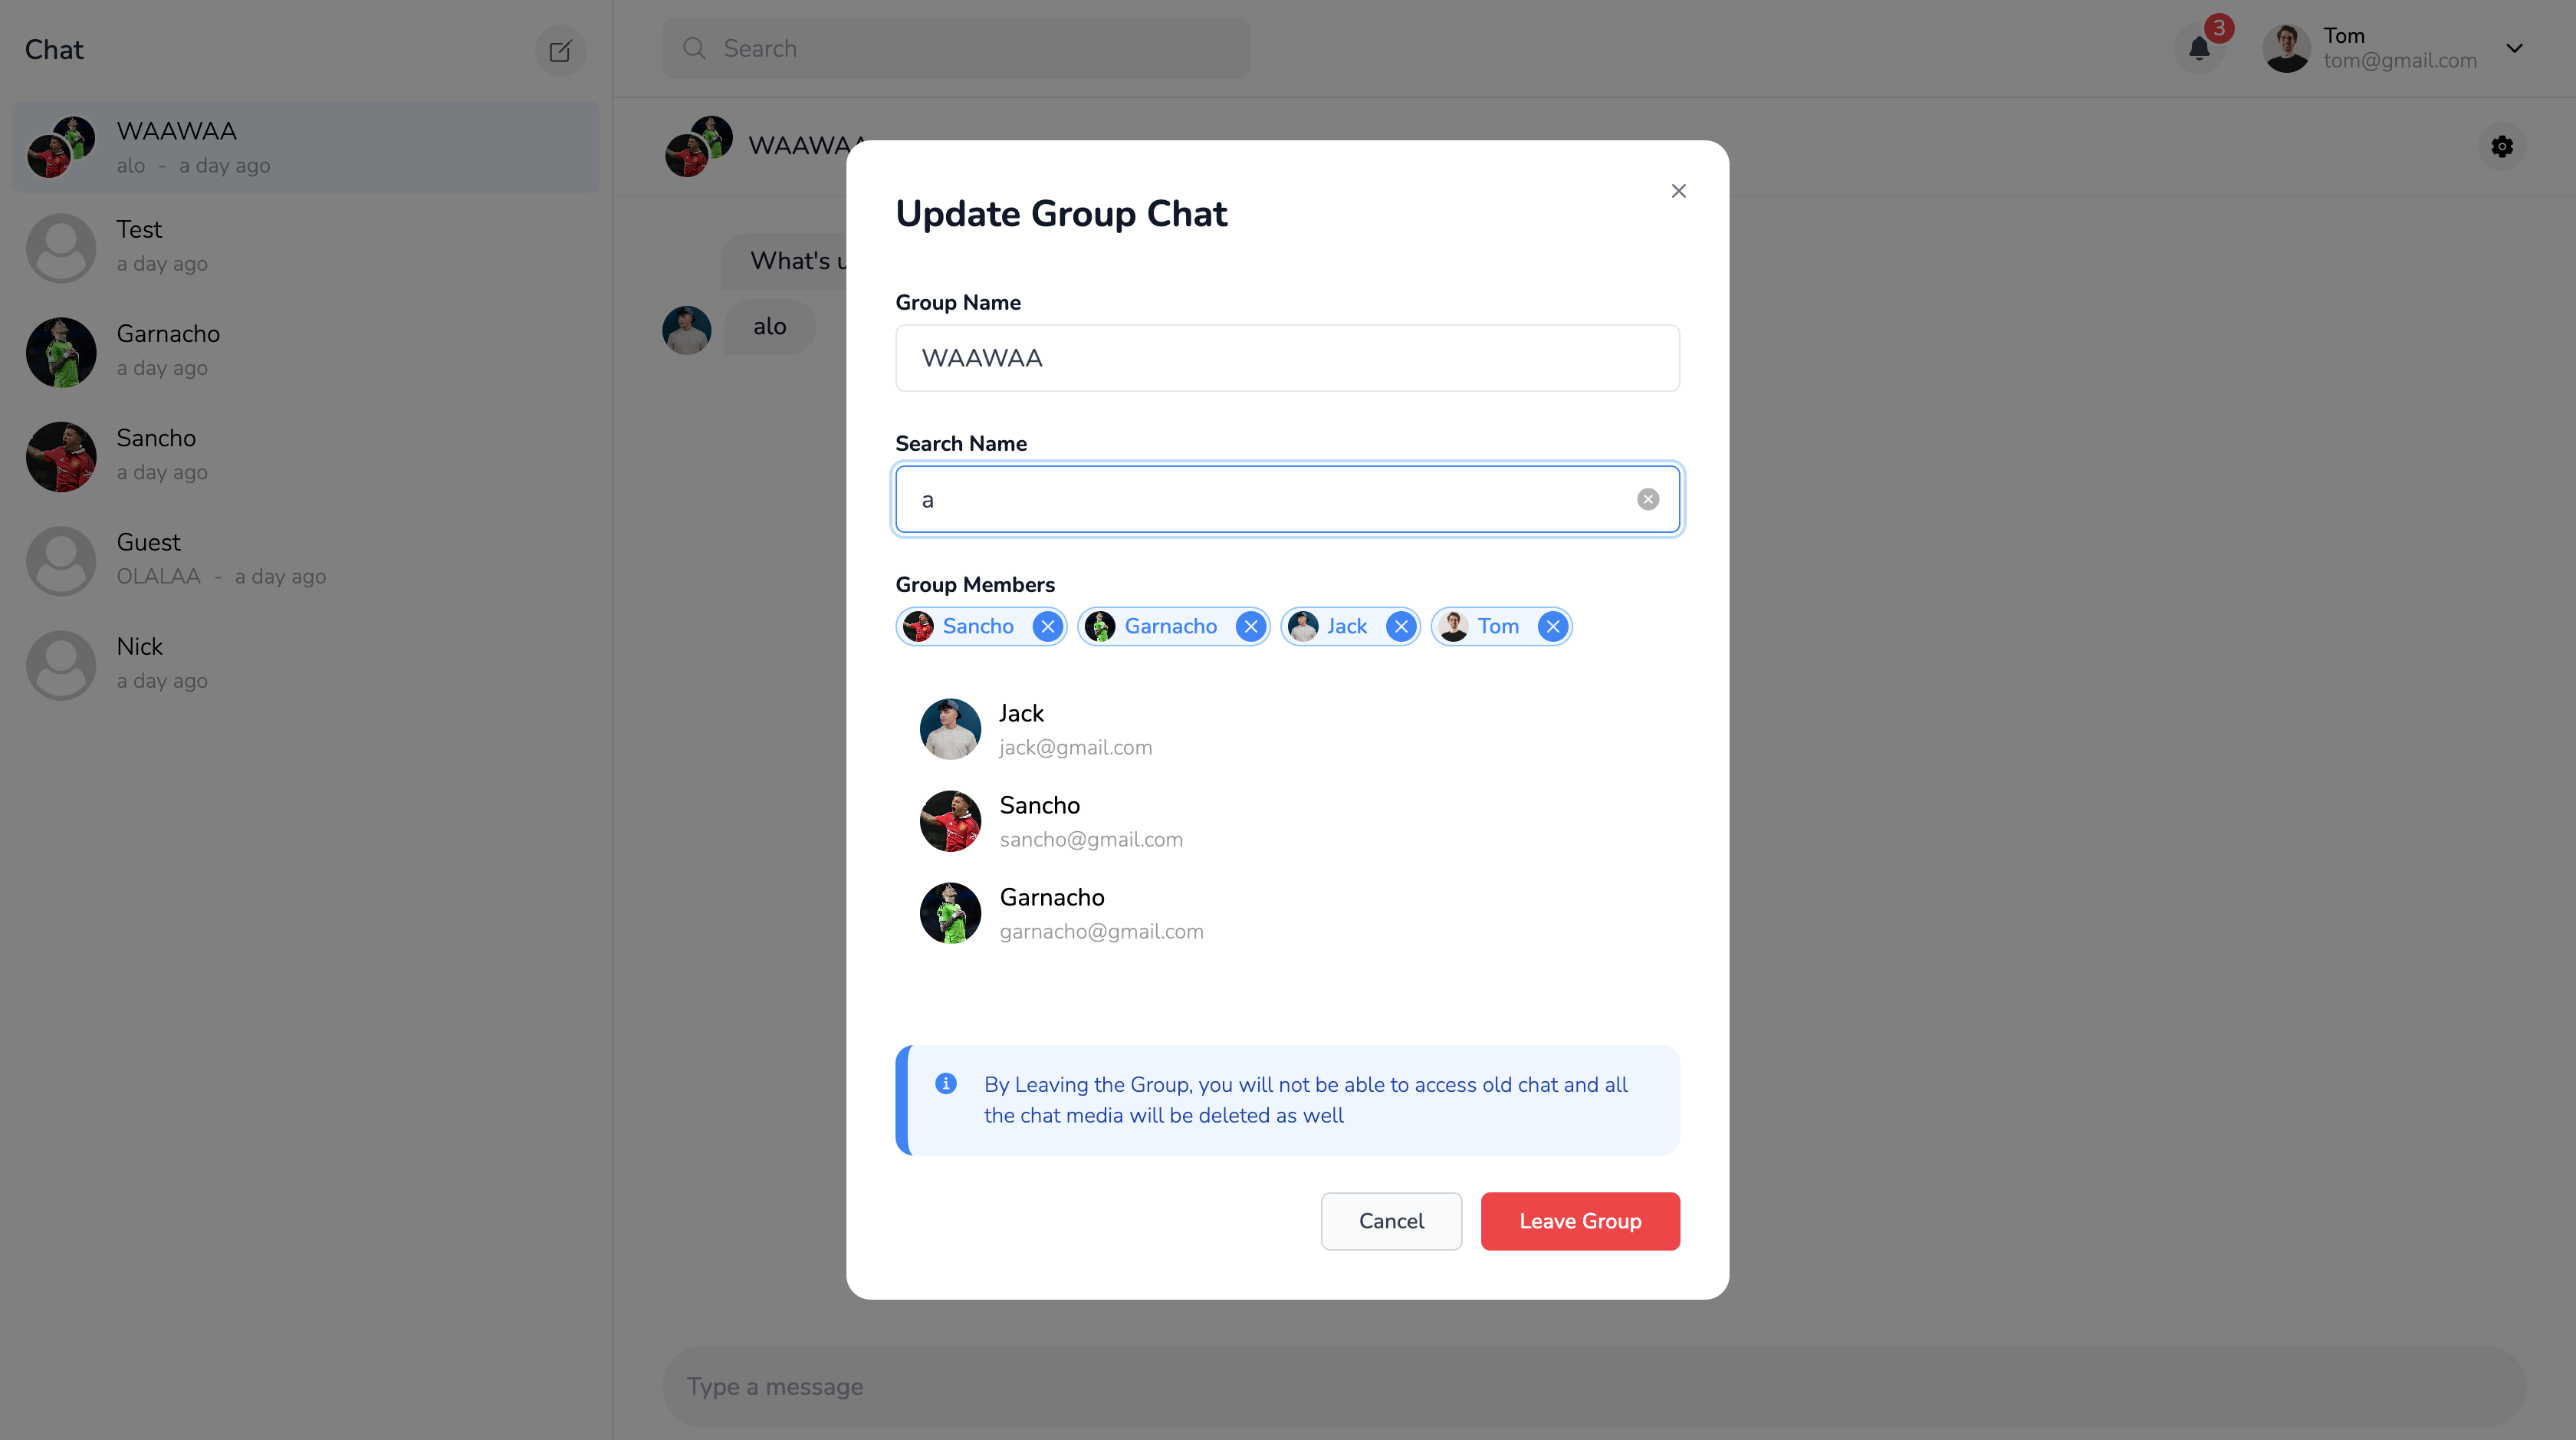 Chat
Search
3
Tom
tom@gmail.com
WAAWAA
alo - a day ago
Test
a day ago
Garnacho
a day ago
Sancho
a day ago
Guest
OLALAA - a day ago
Nick
a day ago
WAAWAA
What's u
alo
Update Group Chat
Group Name
WAAWAA
Search Name
a
Group Members
Sancho Garnacho Jack Tom
Jack
jack@gmail.com
Sancho
sancho@gmail.com
Garnacho
garnacho@gmail.com
By Leaving the Group, you will not be able to access old chat and all
the chat media will be deleted as well
Cancel Leave Group
Type a message